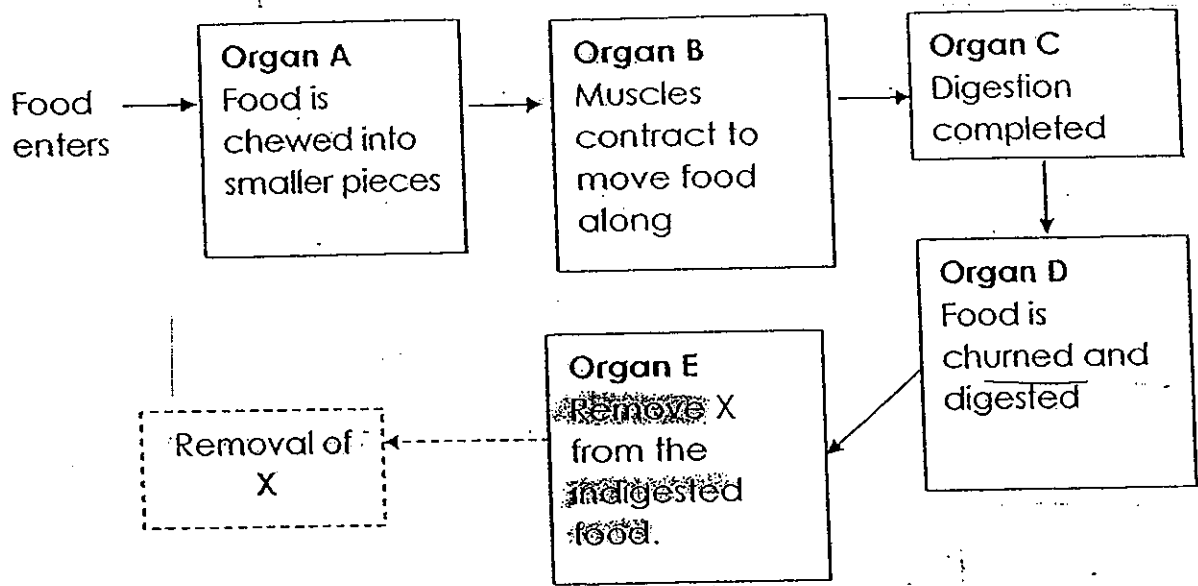 Food
enters
Organ A
Food is
chewed into
smaller pieces
Organ B
Muscles
contract to
move food
along
Organ C
Digestion
completed
Organ D
Food is
churned and
digested
Organ E
Remove X
from the
indigested
food.
Removal of
X